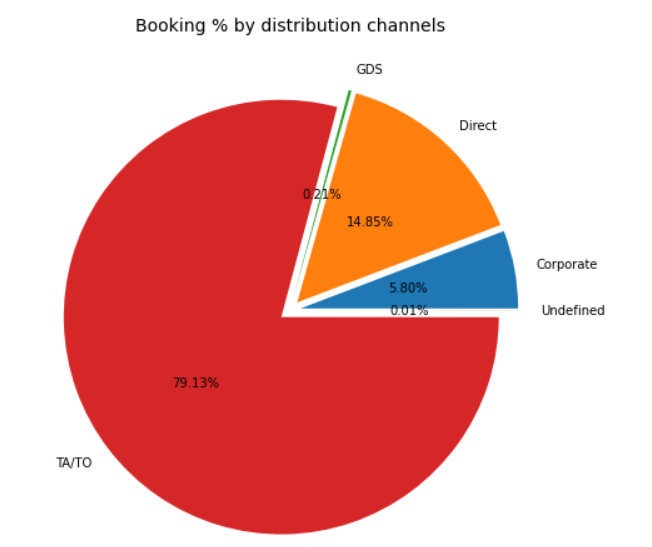 Booking % by distribution channels
GDS
Direct
0.21%
14.85%
Corporate
5.80%
0.01%
Undefined
79.13%
TA/TO